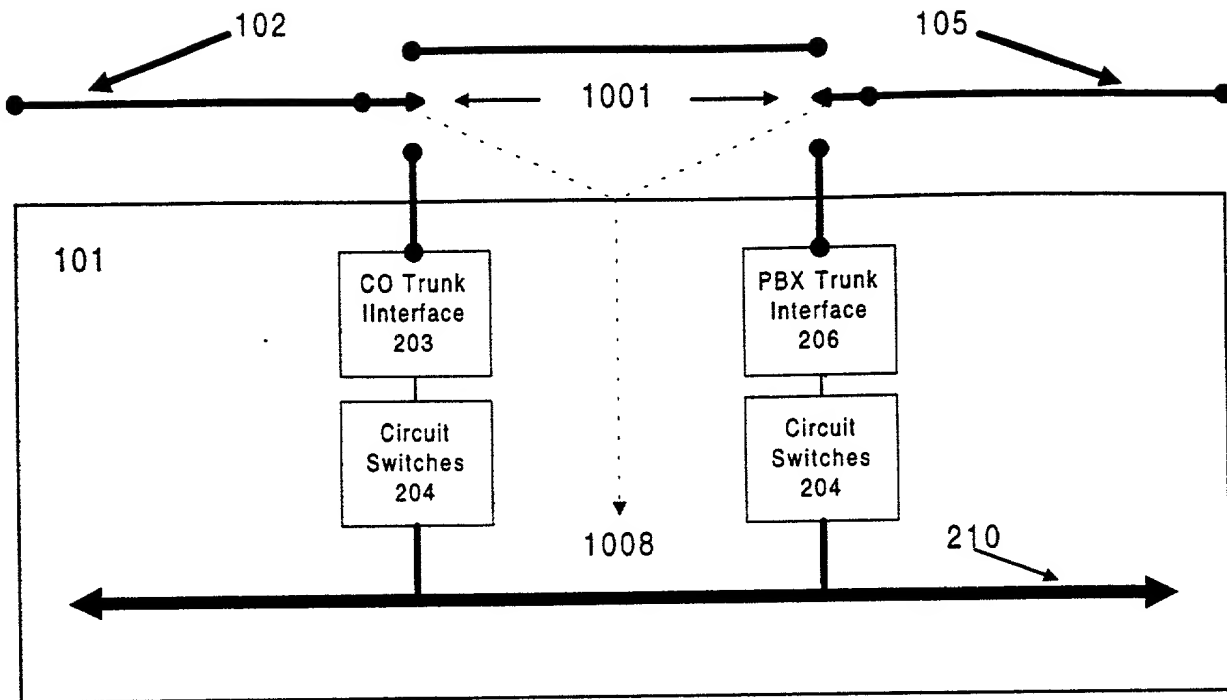 102
105
1001
101
CO Trunk
IInterface
203
PBX Trunk
Interface
206
Circuit
Switches
204
Circuit
Switches
204
1008
210